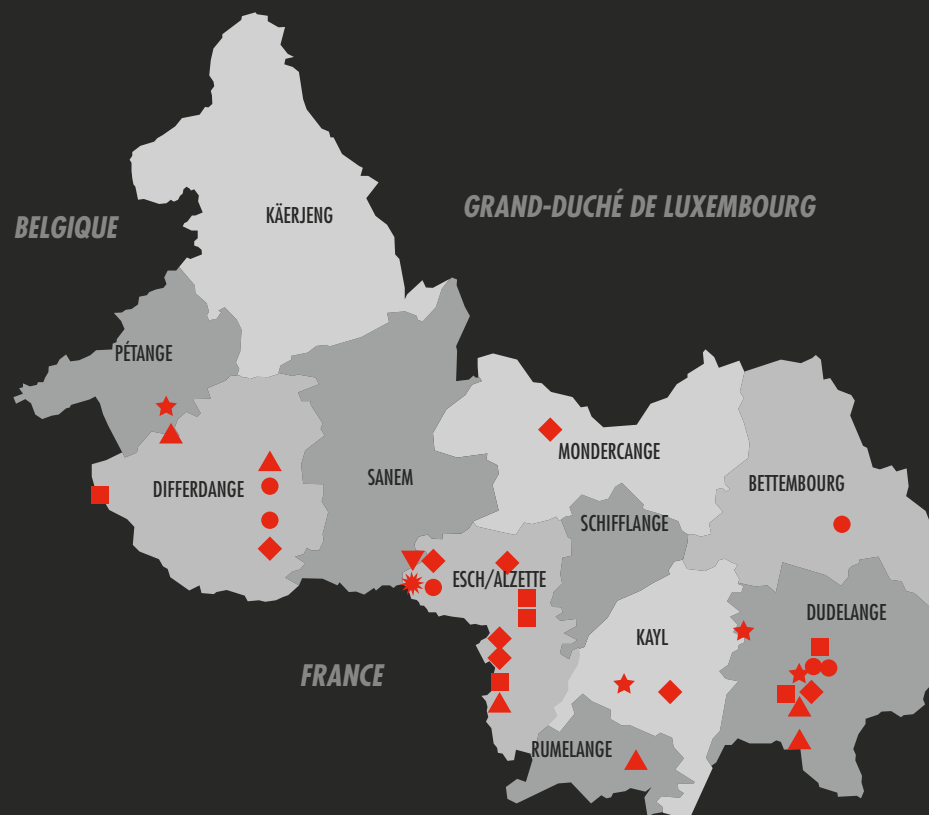 GRAND-DUCHÉ DE LUXEMBOURG
KÄERJENG
BELGIQUE
PÉTANGE
MONDERCANGE
SANEM
BETTEMBOURG
DIFFERDANGE
SCHIFFLANGE
ESCH/ALZETTE
DUDELANGE
KAYL
FRANCE
RUMELANGE